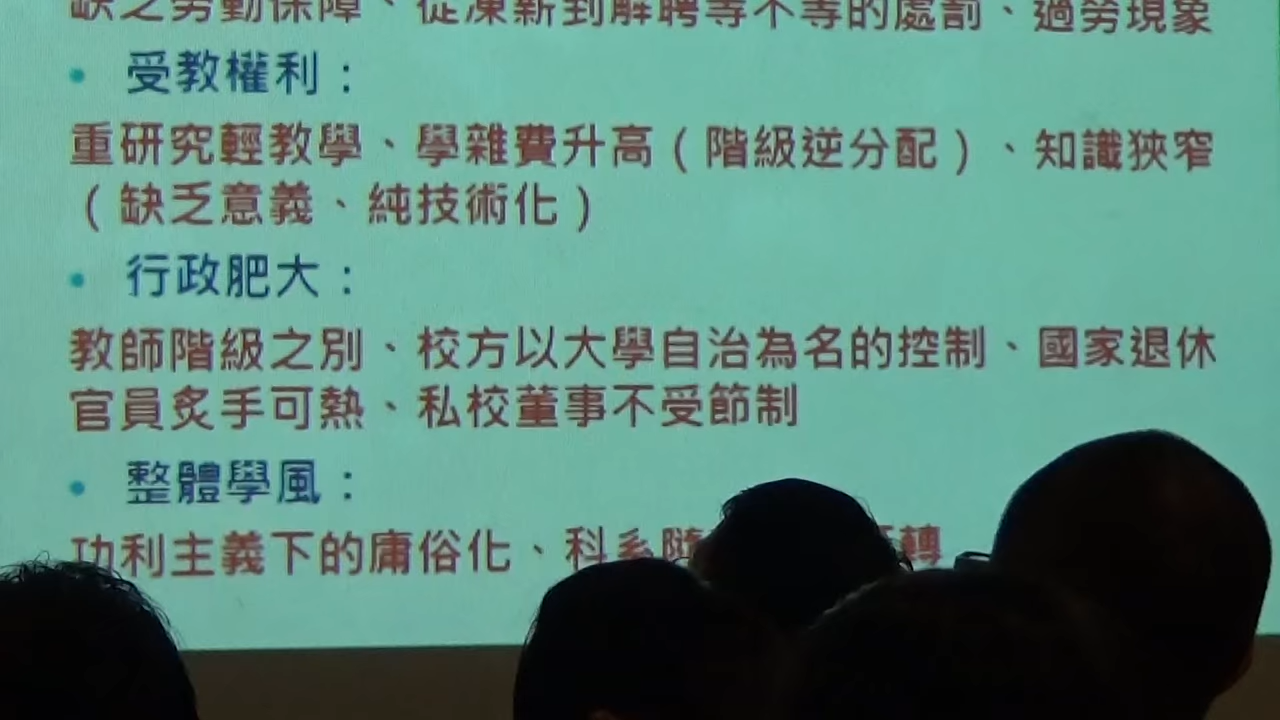 缺乏勞動保障、從凍薪到解聘等不等的處罰、過勞現象
• 受教權利：
重研究輕教學、學雜費升高（階級逆分配）、知識狹窄
（缺乏意義、純技術化）
• 行政肥大：
教師階級之別、校方以大學自治為名的控制、國家退休
官員炙手可熱、私校董事不受節制
• 整體學風：
功利主義下的庸俗化、科系隨 轉